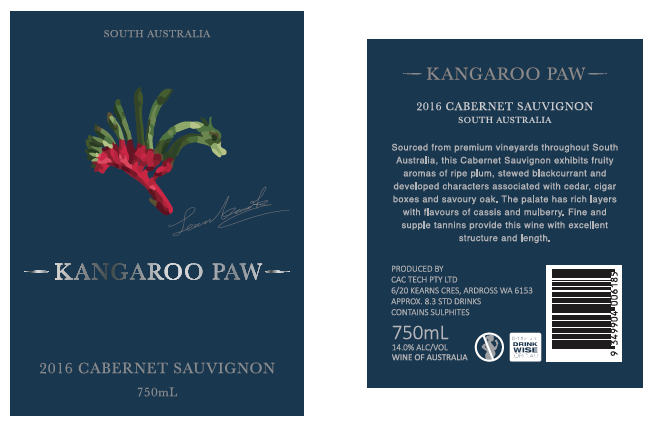 SOUTH AUSTRALIA
KANGAROO PAW
2016 CABERNET SAUVIGNON
750mL
KANGAROO PAW
2016 CABERNET SAUVIGNON
SOUTH AUSTRALIA
Sourced from premium vineyards throughout South
Australia, this Cabernet Sauvignon exhibits fruity
aromas of ripe plum, stewed blackcurrant and
developed characters associated with cedar, cigar
boxes and savoury oak. The palate has rich layers
with flavours of cassis and mulberry. Fine and
supple tannins provide this wine with excellent
structure and length.
PRODUCED BY
CAC TECH PTY LTD
6/20 KEARNS CRES, ARDROSS WA 6153
APPROX. 8.3 STD DRINKS
CONTAINS SULPHITES
750mL
14.0% ALC/VOL
WINE OF AUSTRALIA
DRINK
WISE
9 349904 006189